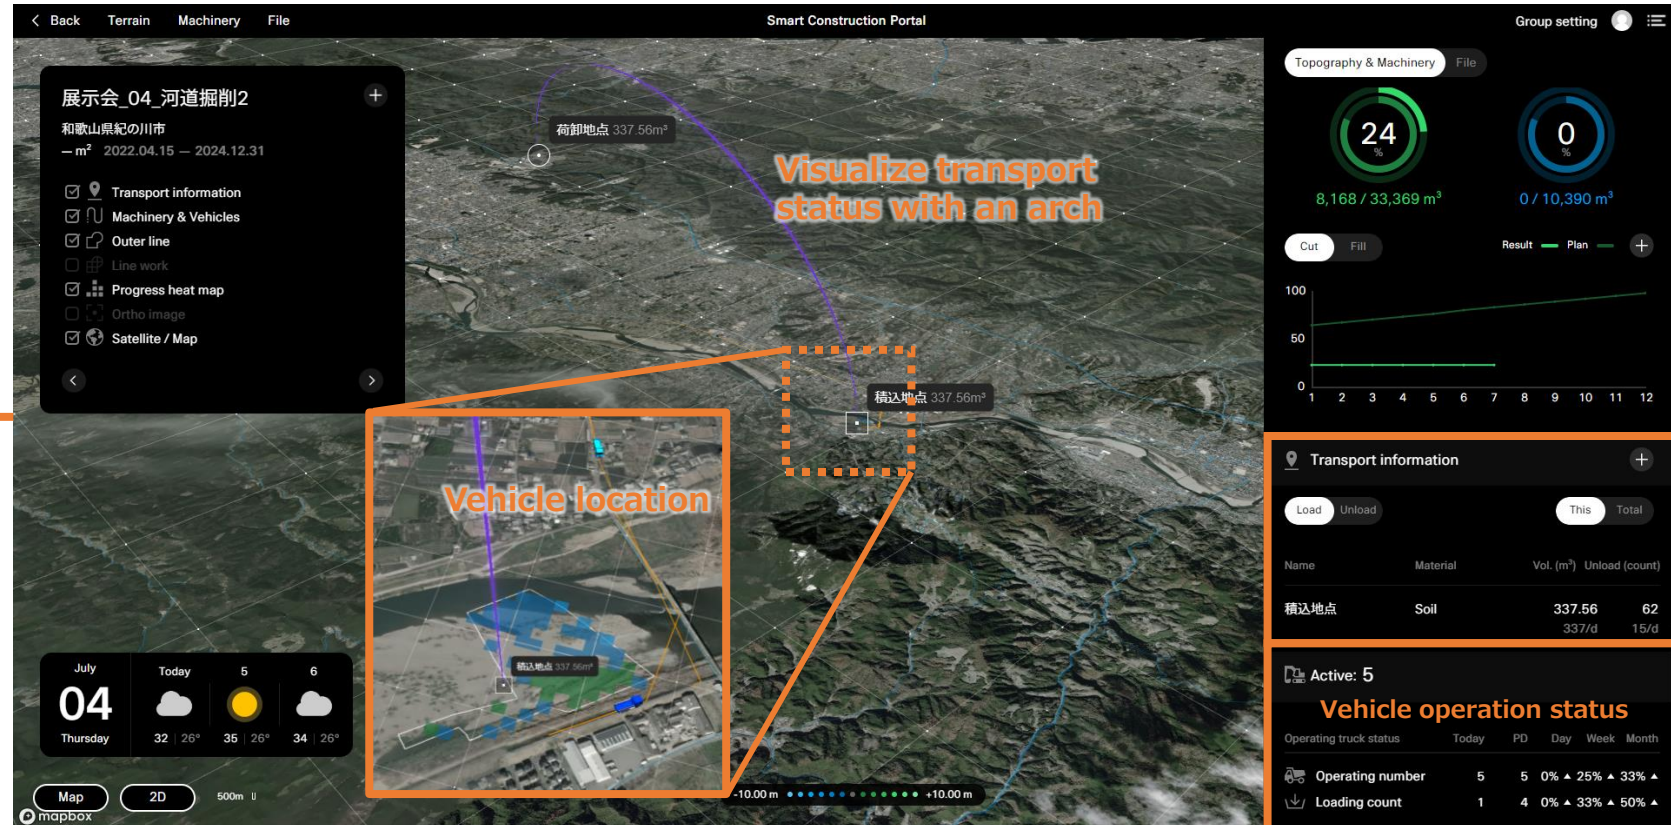 Back Terrain Machinery File
Smart Construction Portal
Group setting
展示会_04_河道掘削2
和歌山県紀の川市
— m² 2022.04.15 — 2024.12.31
Transport information
Machinery & Vehicles
Outer line
Line work
Progress heat map
Ortho image
Satellite / Map
荷卸地点 337.56m³
Visualize transport
status with an arch
積込地点 337.56m³
Vehicle location
積込地点 337.56m³
July
04
Thursday
Today 5 6
32 26° 35 26° 34 26°
Map 2D 500m
mapbox
-10.00 m +10.00 m
Topography & Machinery File
24 %
0 %
8,168 / 33,369 m³
0 / 10,390 m³
Cut Fill
Result Plan
100
50
0
1 2 3 4 5 6 7 8 9 10 11 12
Transport information
Load Unload
This Total
Name Material Vol. (m³) Unload (count)
積込地点 Soil 337.56 62
337/d 15/d
Active: 5
Vehicle operation status
Operating truck status Today PD Day Week Month
Operating number 5 5 0% ▲ 25% ▲ 33% ▲
Loading count 1 4 0% ▲ 33% ▲ 50% ▲